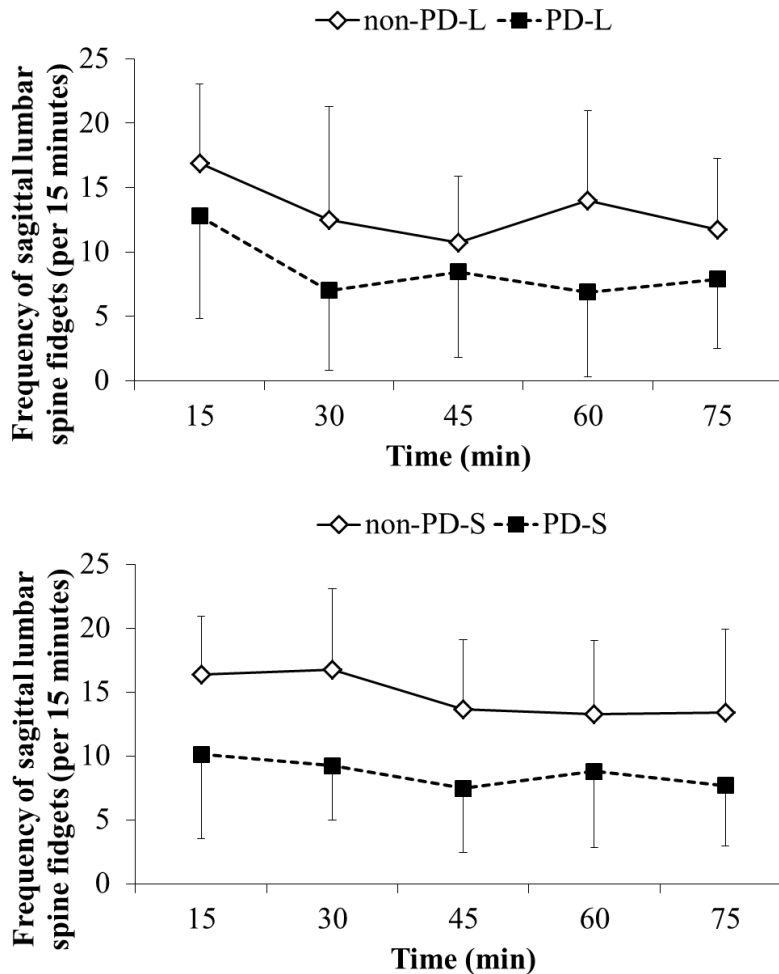 non-PD-L PD-L
Frequency of sagittal lumbar
spine fidgets (per 15 minutes)
25
20
15
10
5
0
15 30 45 60 75
Time (min)
non-PD-S PD-S
Frequency of sagittal lumbar
spine fidgets (per 15 minutes)
25
20
15
10
5
0
15 30 45 60 75
Time (min)